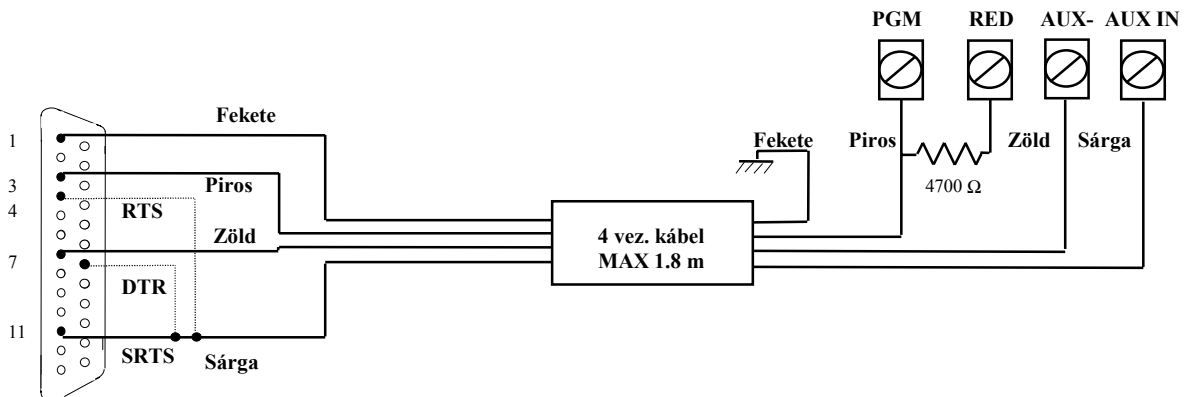 PGM RED AUX- AUX IN
Fekete
Fekete Piros Zöld Sárga
4700 Ω
1
3
4
7
11
Piros
RTS
Zöld
DTR
SRTS Sárga
4 vez. kábel
MAX 1.8 m